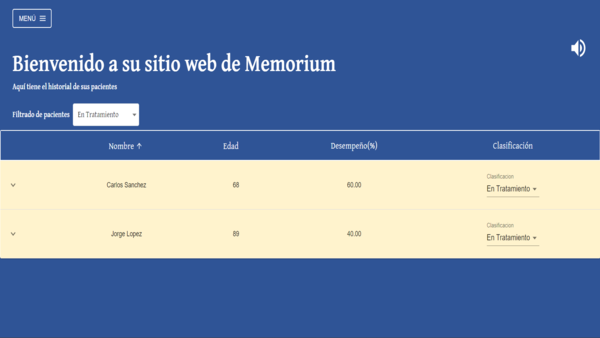 MENÚ
Bienvenido a su sitio web de Memorium
Aquí tiene el historial de sus pacientes
Filtrado de pacientes En Tratamiento
Nombre Edad Desempeño(%) Clasificación
Clasificacion
Carlos Sanchez 68 60.00 En Tratamiento
Clasificacion
Jorge Lopez 89 40.00 En Tratamiento